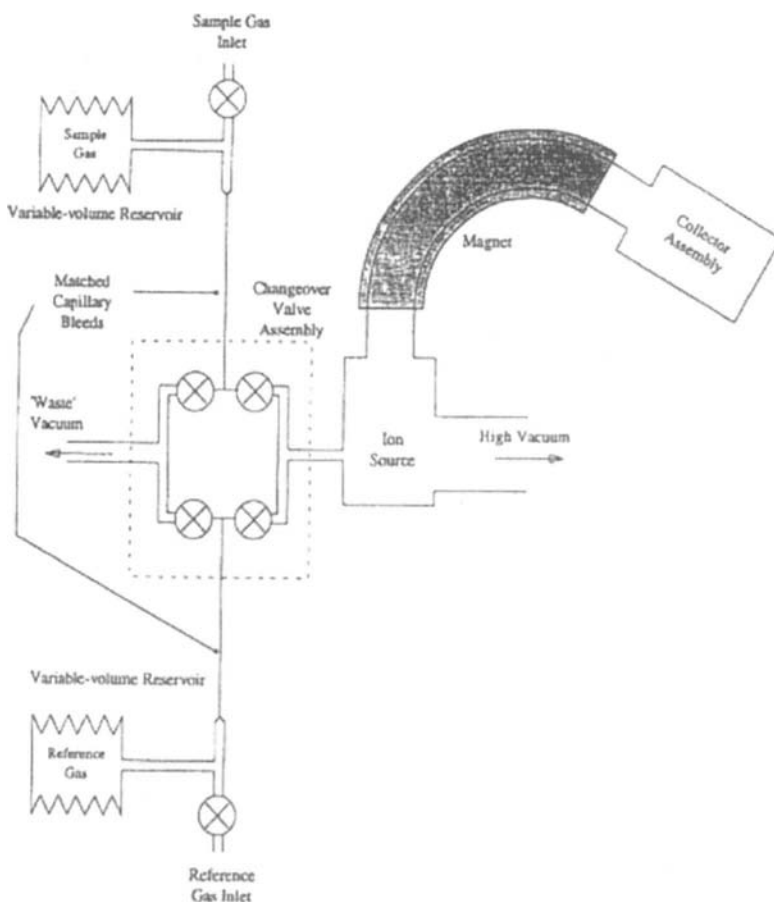 Sample Gas
Inlet
Sample
Gas
Variable-volume Reservoir
Magnet
Collector
Assembly
Matched
Capillary
Bleeds
Changeover
Valve
Assembly
'Waste'
Vacuum
Ion
Source
High Vacuum
Variable-volume Reservoir
Reference
Gas
Reference
Gas Inlet